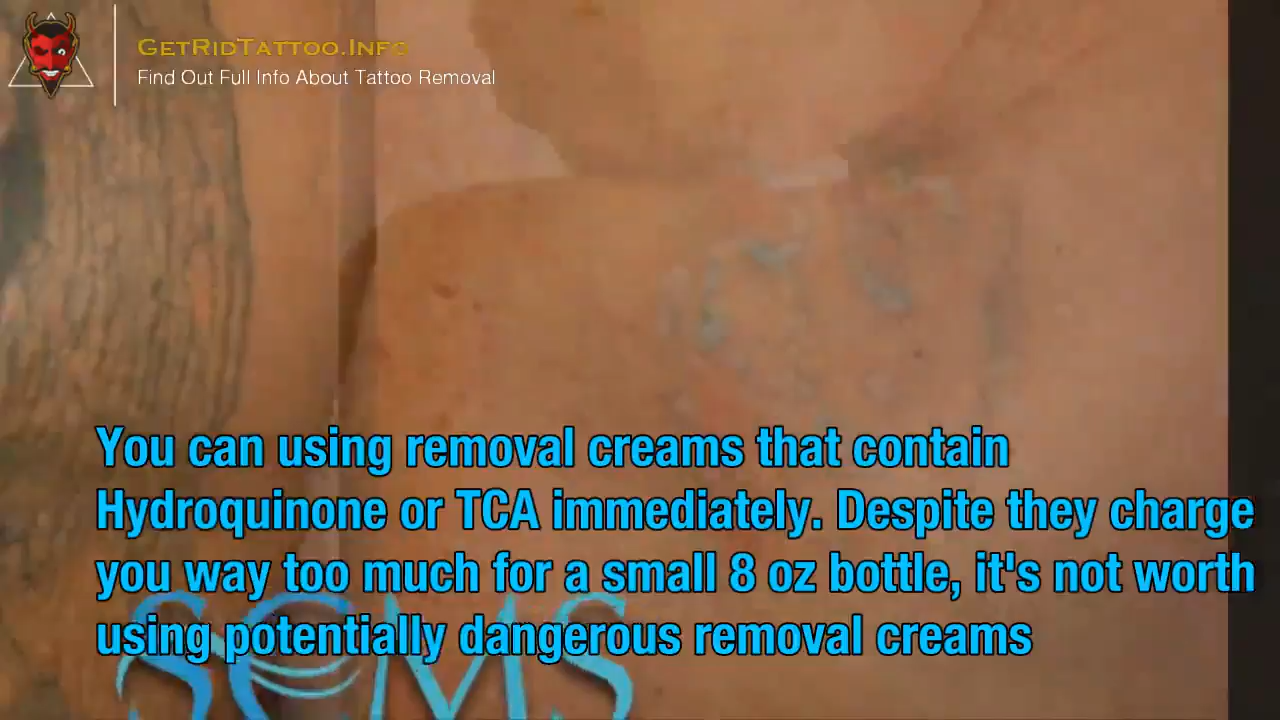 GetRidTattoo.Info
Find Out Full Info About Tattoo Removal
You can using removal creams that contain
Hydroquinone or TCA immediately. Despite they charge
you way too much for a small 8 oz bottle, it's not worth
using potentially dangerous removal creams
SCMS